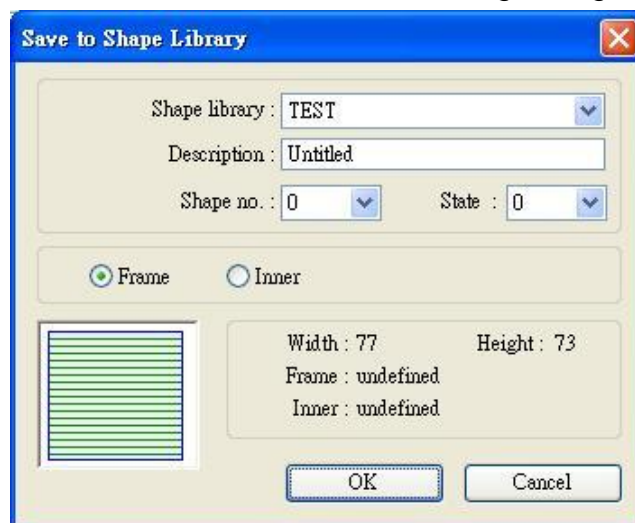 Save to Shape Library
Shape library : TEST
Description : Untitled
Shape no. : 0 State : 0
Frame Inner
Width : 77 Height : 73
Frame : undefined
Inner : undefined
OK Cancel